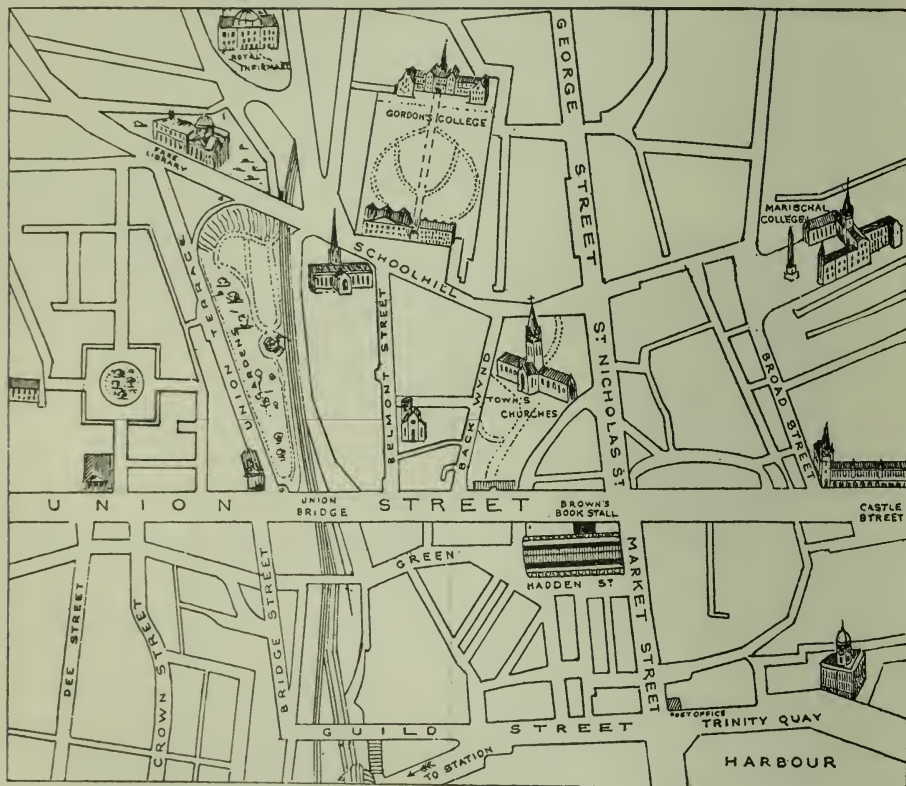 ROYAL
INFIRMARY
GEORGE STREET
GORDON'S COLLEGE
FREE
LIBRARY
MARISCHAL
COLLEGE
SCHOOLHILL
UNION TERRACE
GARDENS
BELMONT STREET
BACK WYND
TOWN'S
CHURCHES
ST NICHOLAS ST
BROAD STREET
UNION STREET
UNION
BRIDGE
BROWN'S
BOOK STALL
CASTLE
STREET
GREEN
HADDEN ST
MARKET STREET
DEE STREET
CROWN STREET
BRIDGE STREET
POST OFFICE
TRINITY QUAY
GUILD STREET
TO STATION
HARBOUR